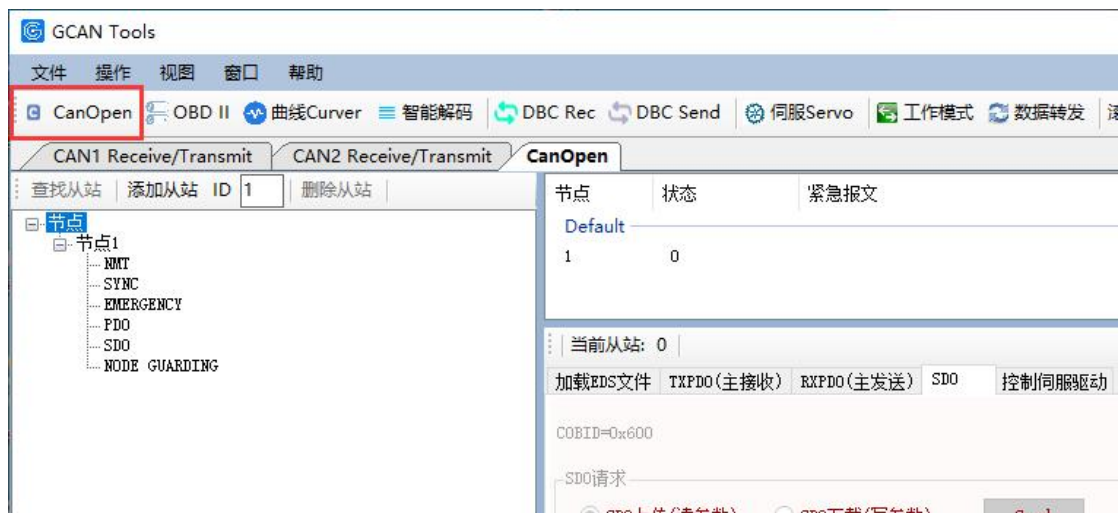 GCAN Tools
文件 操作 视图 窗口 帮助
CanOpen OBD II 曲线Curver 智能解码 DBC Rec DBC Send 伺服Servo 工作模式 数据转发
CAN1 Receive/Transmit CAN2 Receive/Transmit CanOpen
查找从站 添加从站 ID 1 删除从站
节点 状态 紧急报文
节点
Default
节点1
1 0
NMT
SYNC
EMERGENCY
PDO
SDO
NODE GUARDING
当前从站: 0
加载EDS文件 TXPDO(主接收) RXPDO(主发送) SDO 控制伺服驱动
COBID=0x600
SDO请求